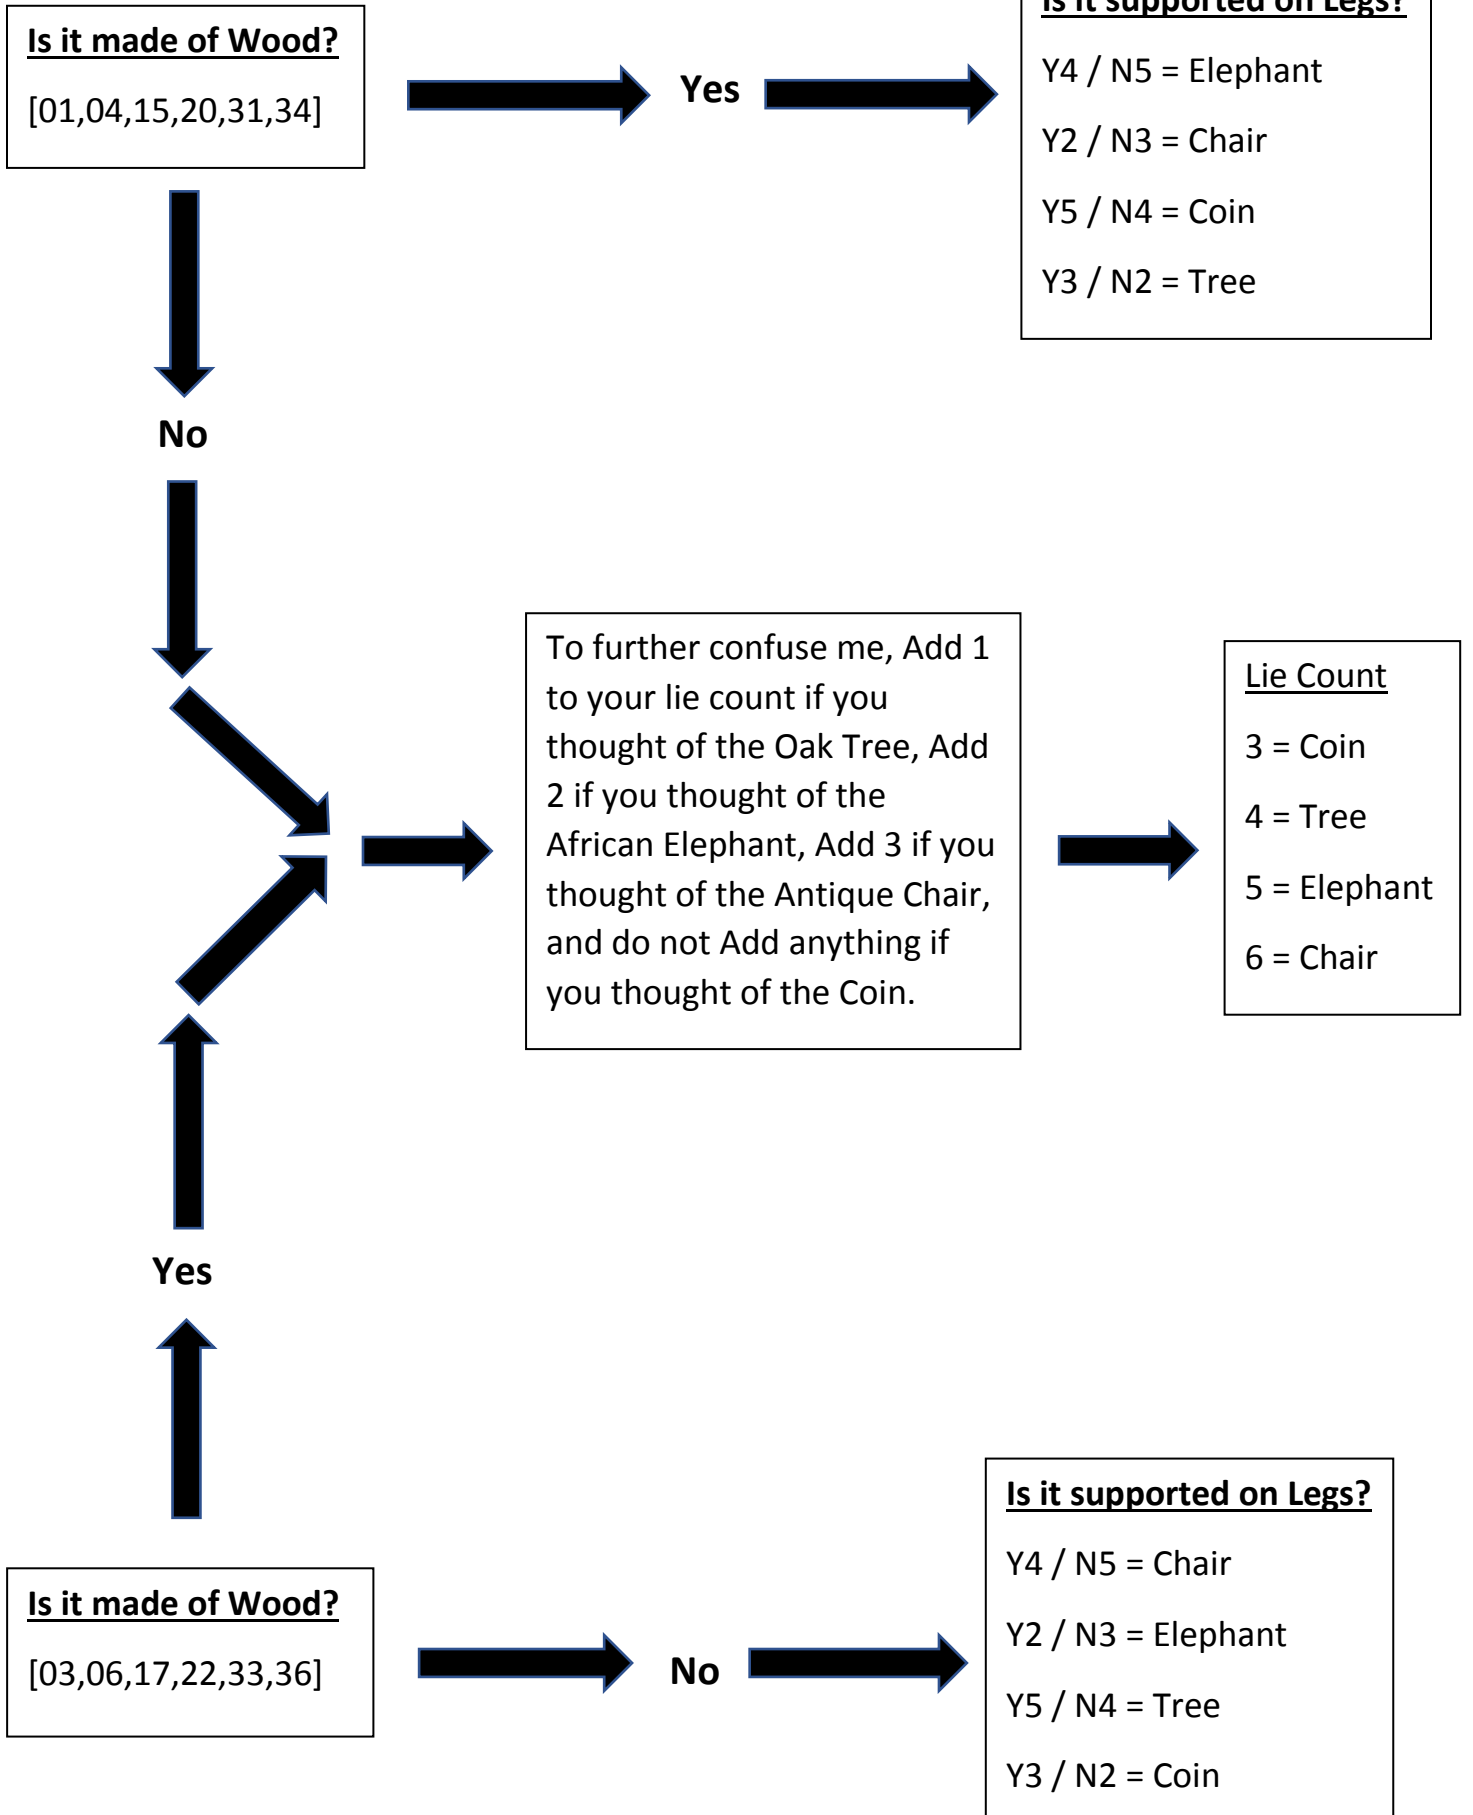 Is it made of Wood?
[01,04,15,20,31,34]
Yes
Is it supported on Legs?
Y4 / N5 = Elephant
Y2 / N3 = Chair
Y5 / N4 = Coin
Y3 / N2 = Tree
No
To further confuse me, Add 1
to your lie count if you
thought of the Oak Tree, Add
2 if you thought of the
African Elephant, Add 3 if you
thought of the Antique Chair,
and do not Add anything if
you thought of the Coin.
Lie Count
3 = Coin
4 = Tree
5 = Elephant
6 = Chair
Yes
Is it made of Wood?
[03,06,17,22,33,36]
No
Is it supported on Legs?
Y4 / N5 = Chair
Y2 / N3 = Elephant
Y5 / N4 = Tree
Y3 / N2 = Coin